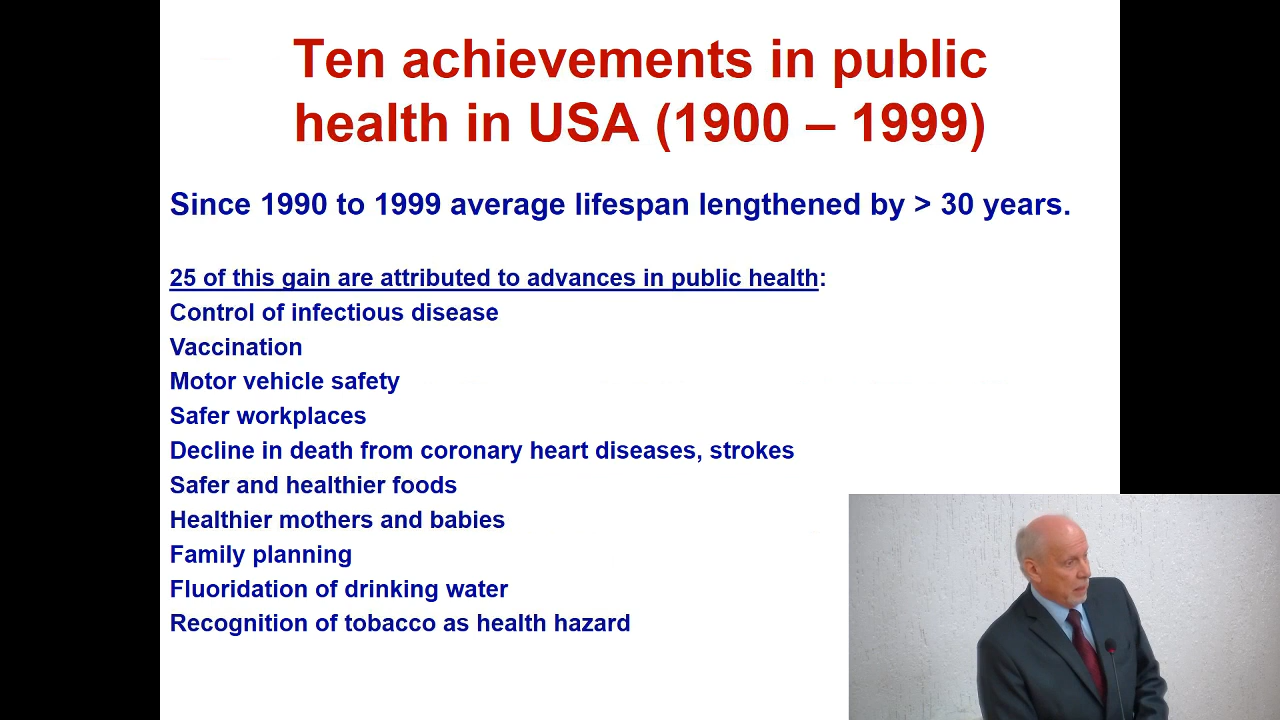 Ten achievements in public
health in USA (1900 – 1999)
Since 1990 to 1999 average lifespan lengthened by > 30 years.
25 of this gain are attributed to advances in public health:
Control of infectious disease
Vaccination
Motor vehicle safety
Safer workplaces
Decline in death from coronary heart diseases, strokes
Safer and healthier foods
Healthier mothers and babies
Family planning
Fluoridation of drinking water
Recognition of tobacco as health hazard